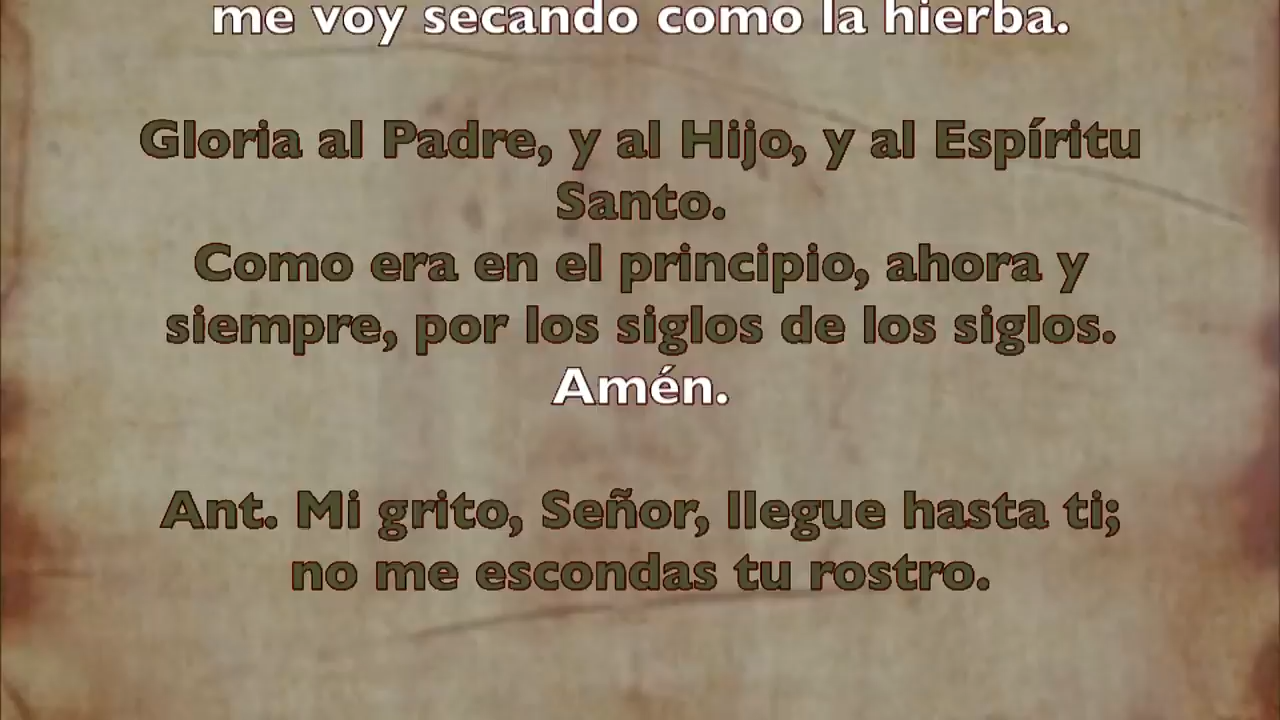 me voy secando como la hierba.
Gloria al Padre, y al Hijo, y al Espíritu
Santo.
Como era en el principio, ahora y
siempre, por los siglos de los siglos.
Amén.
Ant. Mi grito, Señor, llegue hasta ti;
no me escondas tu rostro.